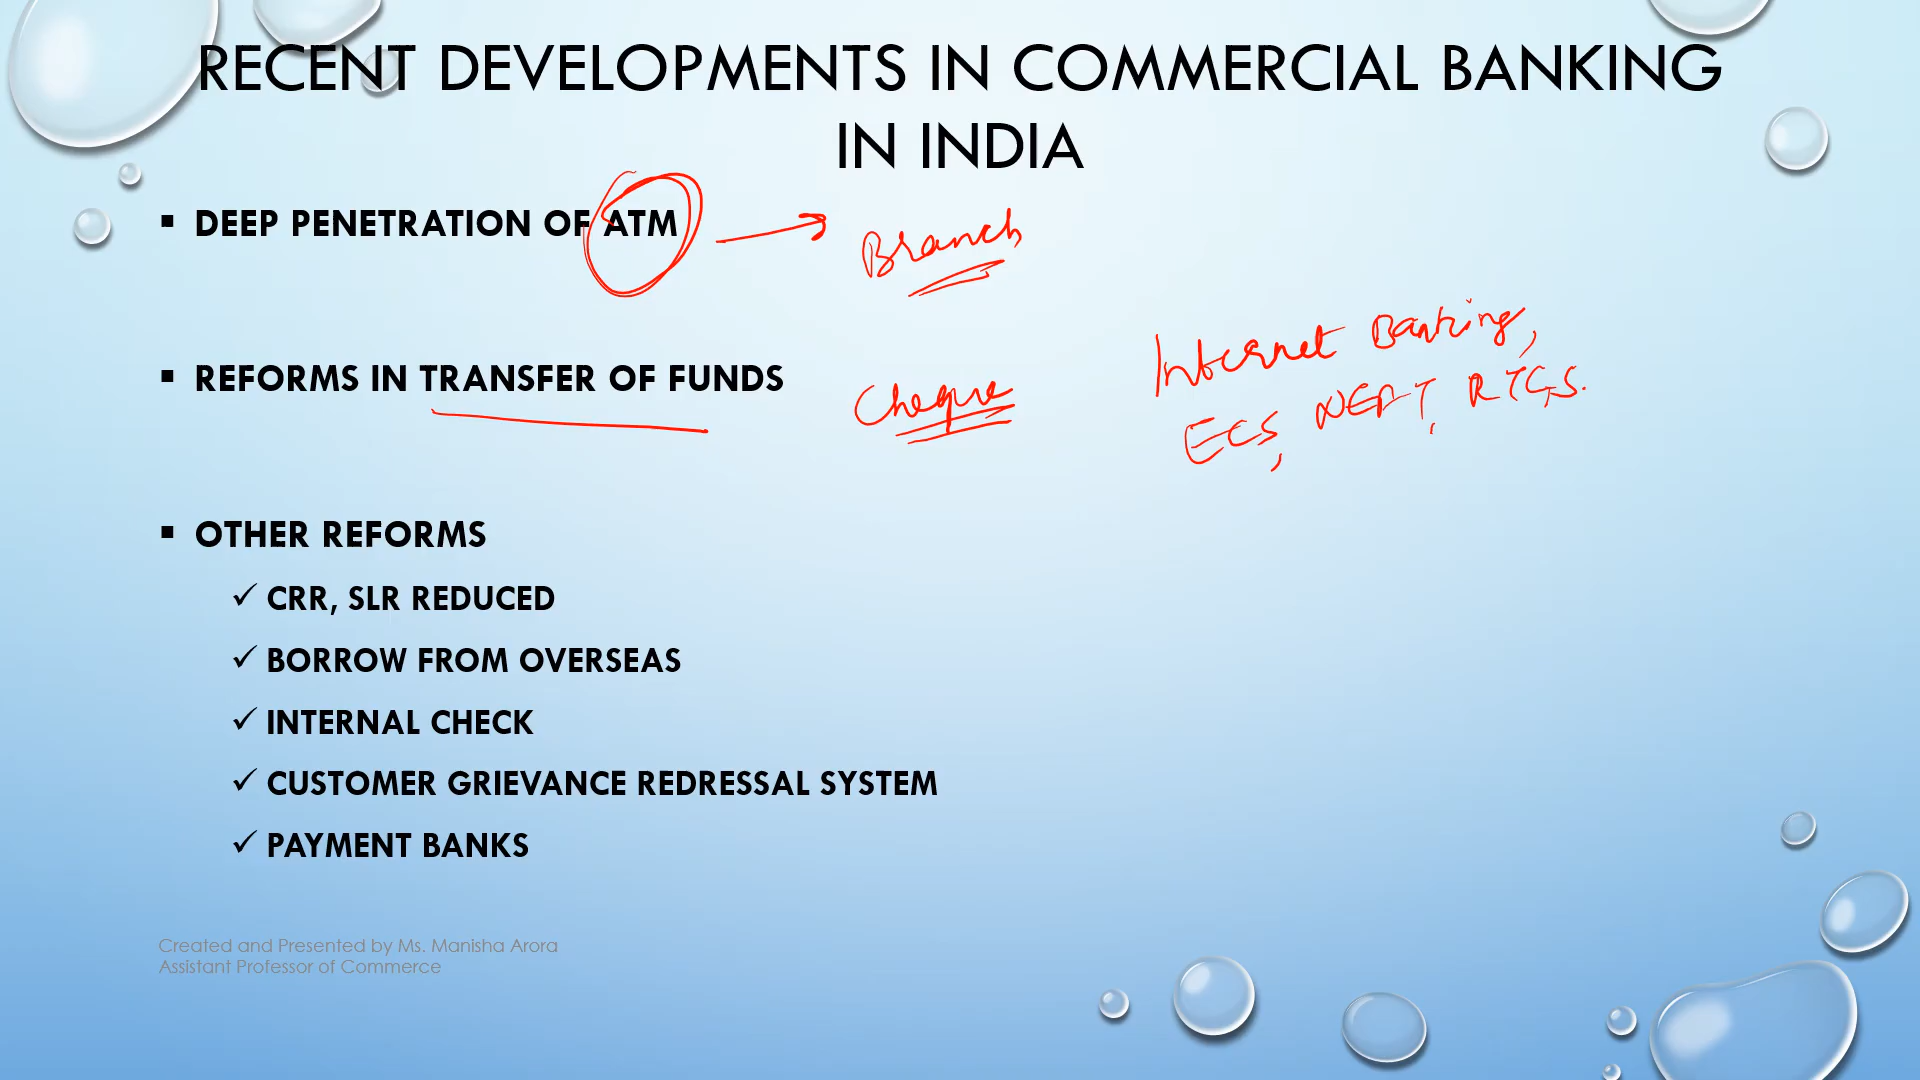 RECENT DEVELOPMENTS IN COMMERCIAL BANKING
IN INDIA
▪ DEEP PENETRATION OF ATM
Branch
▪ REFORMS IN TRANSFER OF FUNDS
Cheque
Internet Banking,
ECS, NEFT, RTGS.
▪ OTHER REFORMS
✓ CRR, SLR REDUCED
✓ BORROW FROM OVERSEAS
✓ INTERNAL CHECK
✓ CUSTOMER GRIEVANCE REDRESSAL SYSTEM
✓ PAYMENT BANKS
Created and Presented by Ms. Manisha Arora
Assistant Professor of Commerce